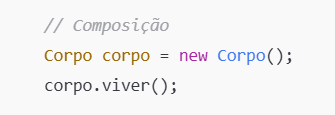 // Composição
Corpo corpo = new Corpo();
corpo.viver();